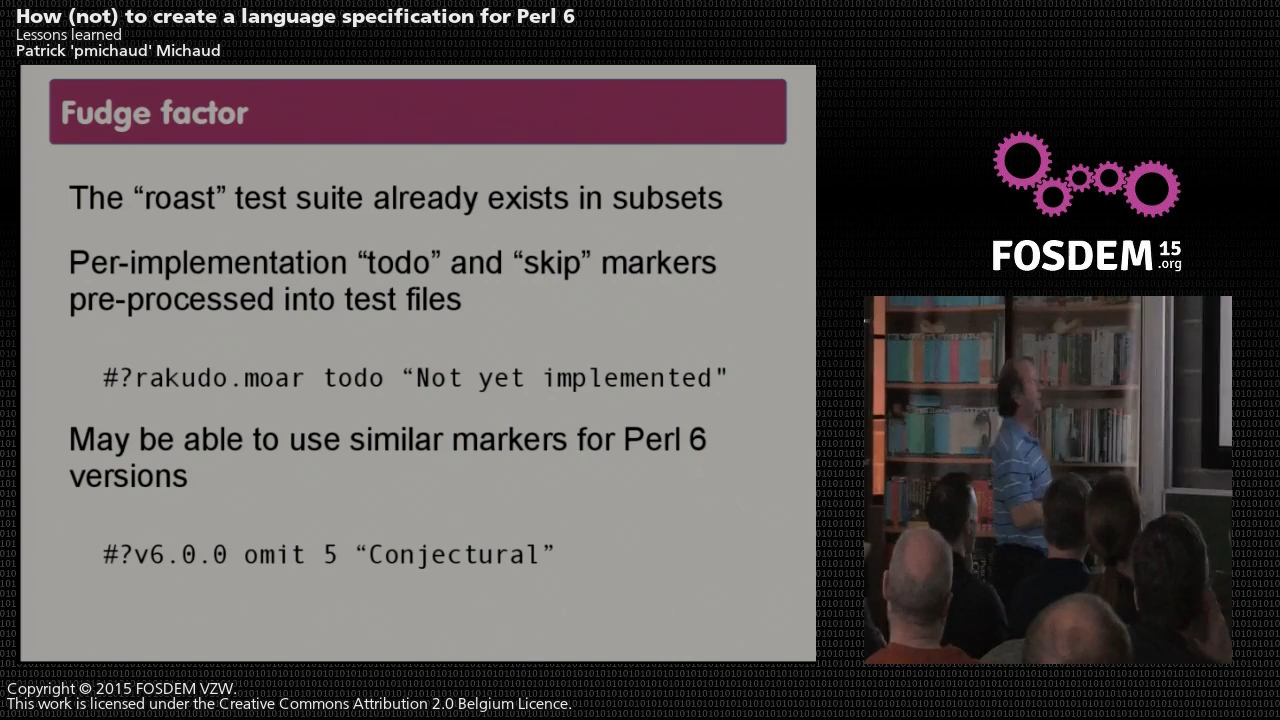 How (not) to create a language specification for Perl 6
Lessons learned
Patrick 'pmichaud' Michaud
Fudge factor
The “roast” test suite already exists in subsets
Per-implementation “todo” and “skip” markers
pre-processed into test files
#?rakudo.moar todo “Not yet implemented"
May be able to use similar markers for Perl 6
versions
#?v6.0.0 omit 5 “Conjectural”
FOSDEM 15
.org
Copyright © 2015 FOSDEM VZW.
This work is licensed under the Creative Commons Attribution 2.0 Belgium Licence.